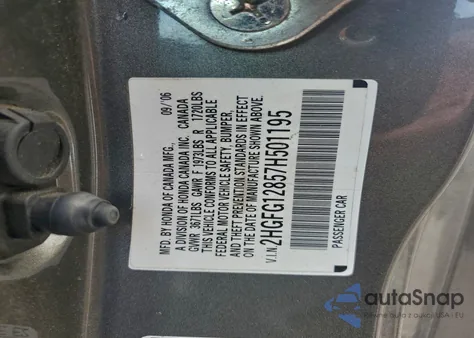 MFD. BY HONDA OF CANADA MFG., 09/06
A DIVISION OF HONDA CANADA INC., CANADA
GVWR 3671LBS GAWR F 1973LBS R 1720LBS
THIS VEHICLE CONFORMS TO ALL APPLICABLE
FEDERAL MOTOR VEHICLE SAFETY, BUMPER,
AND THEFT PREVENTION STANDARDS IN EFFECT
ON THE DATE OF MANUFACTURE SHOWN ABOVE.
V.I.N. 2HGFG12857H501195
PASSENGER CAR
autoSnap